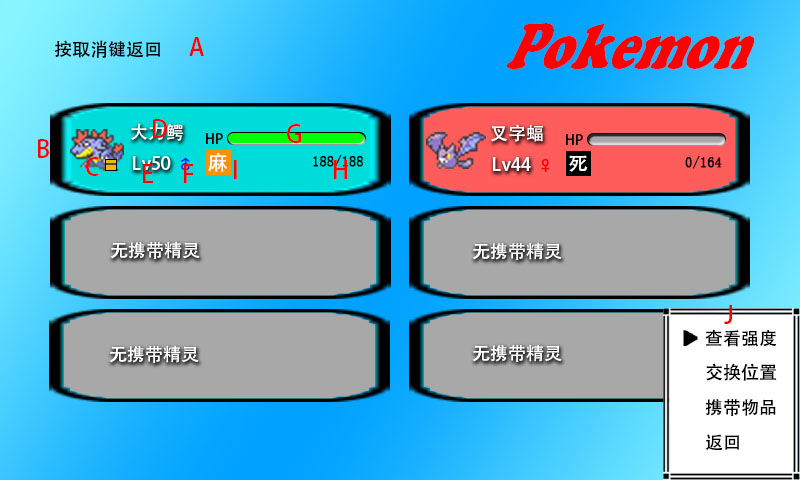 按取消键返回 A
Pokemon
B
大力鳄 D
HP G
C Lv50 E ♂ F 麻 I 188/188 H
叉字蝠
HP
Lv44 ♀ 死 0/164
无携带精灵
无携带精灵
无携带精灵
无携带精灵
J
查看强度
交换位置
携带物品
返回